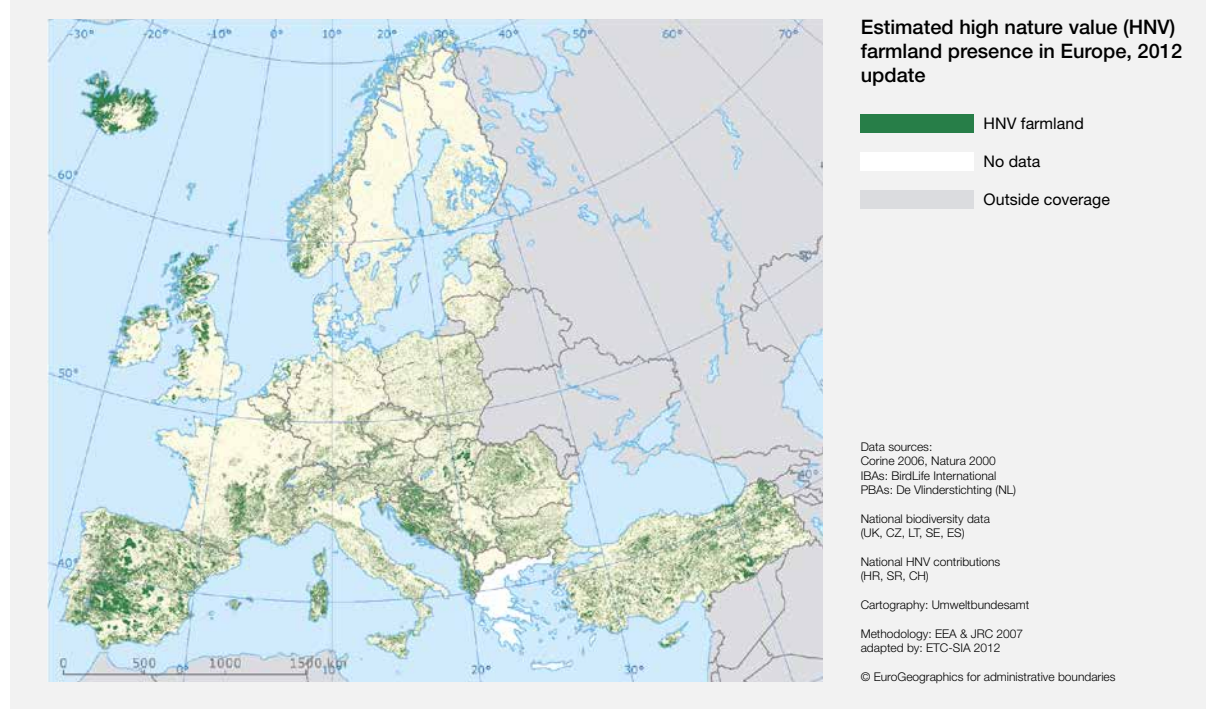 -30° -20° -10° 0° 10° 20° 30° 40° 50° 60° 70°
Estimated high nature value (HNV)
farmland presence in Europe, 2012
update
HNV farmland
No data
60°
Outside coverage
50°
50°
Data sources:
Corine 2006, Natura 2000
40°
IBAs: BirdLife International
PBAs: De Vlinderstichting (NL)
National biodiversity data
(UK, CZ, LT, SE, ES)
40°
National HNV contributions
(HR, SR, CH)
Cartography: Umweltbundesamt
Methodology: EEA & JRC 2007
adapted by: ETC-SIA 2012
0 500 0° 1000 1500 km 10° 20° 30°
© EuroGeographics for administrative boundaries